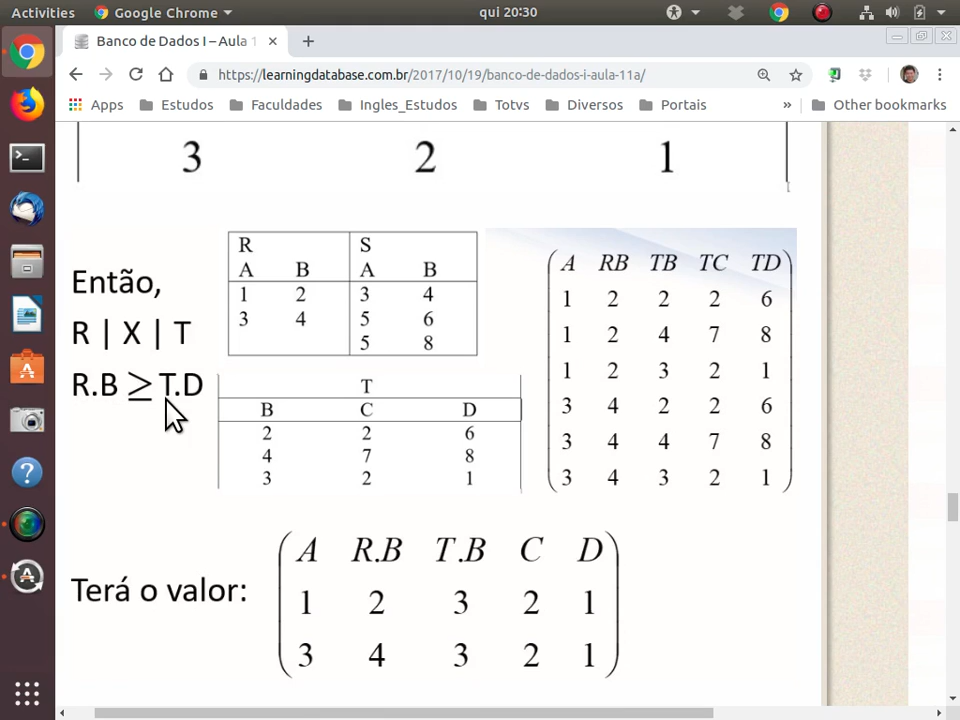 Activities Google Chrome qui 20:30
Banco de Dados I – Aula 1
https://learningdatabase.com.br/2017/10/19/banco-de-dados-i-aula-11a/
Apps Estudos Faculdades Ingles_Estudos Totvs Diversos Portais » Other bookmarks
3 2 1
Então,
R | X | T
R.B ≥ T.D
R S
A B A B
1 2 3 4
3 4 5 6
5 8
T
B C D
2 2 6
4 7 8
3 2 1
A RB TB TC TD
1 2 2 2 6
1 2 4 7 8
1 2 3 2 1
3 4 2 2 6
3 4 4 7 8
3 4 3 2 1
Terá o valor:
A R.B T.B C D
1 2 3 2 1
3 4 3 2 1